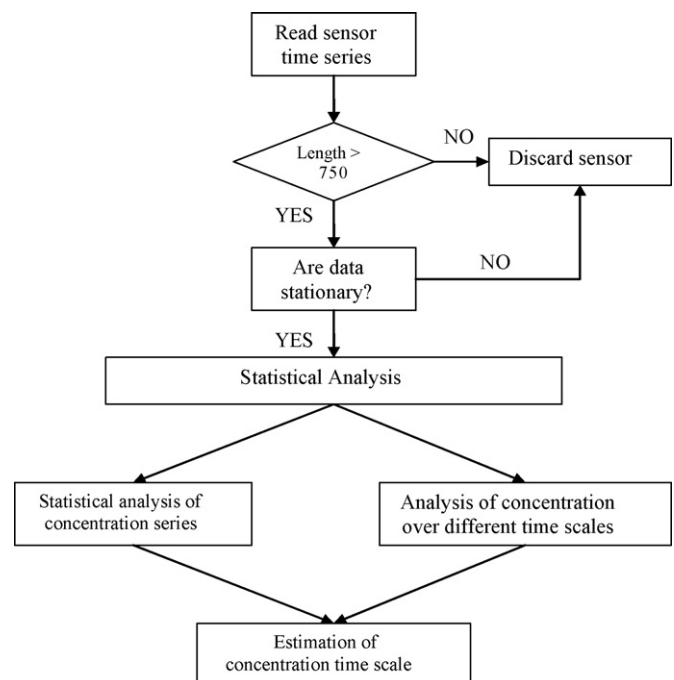 Read sensor
time series
Length >
750
NO
Discard sensor
YES
Are data
stationary?
NO
YES
Statistical Analysis
Statistical analysis of
concentration series
Analysis of concentration
over different time scales
Estimation of
concentration time scale